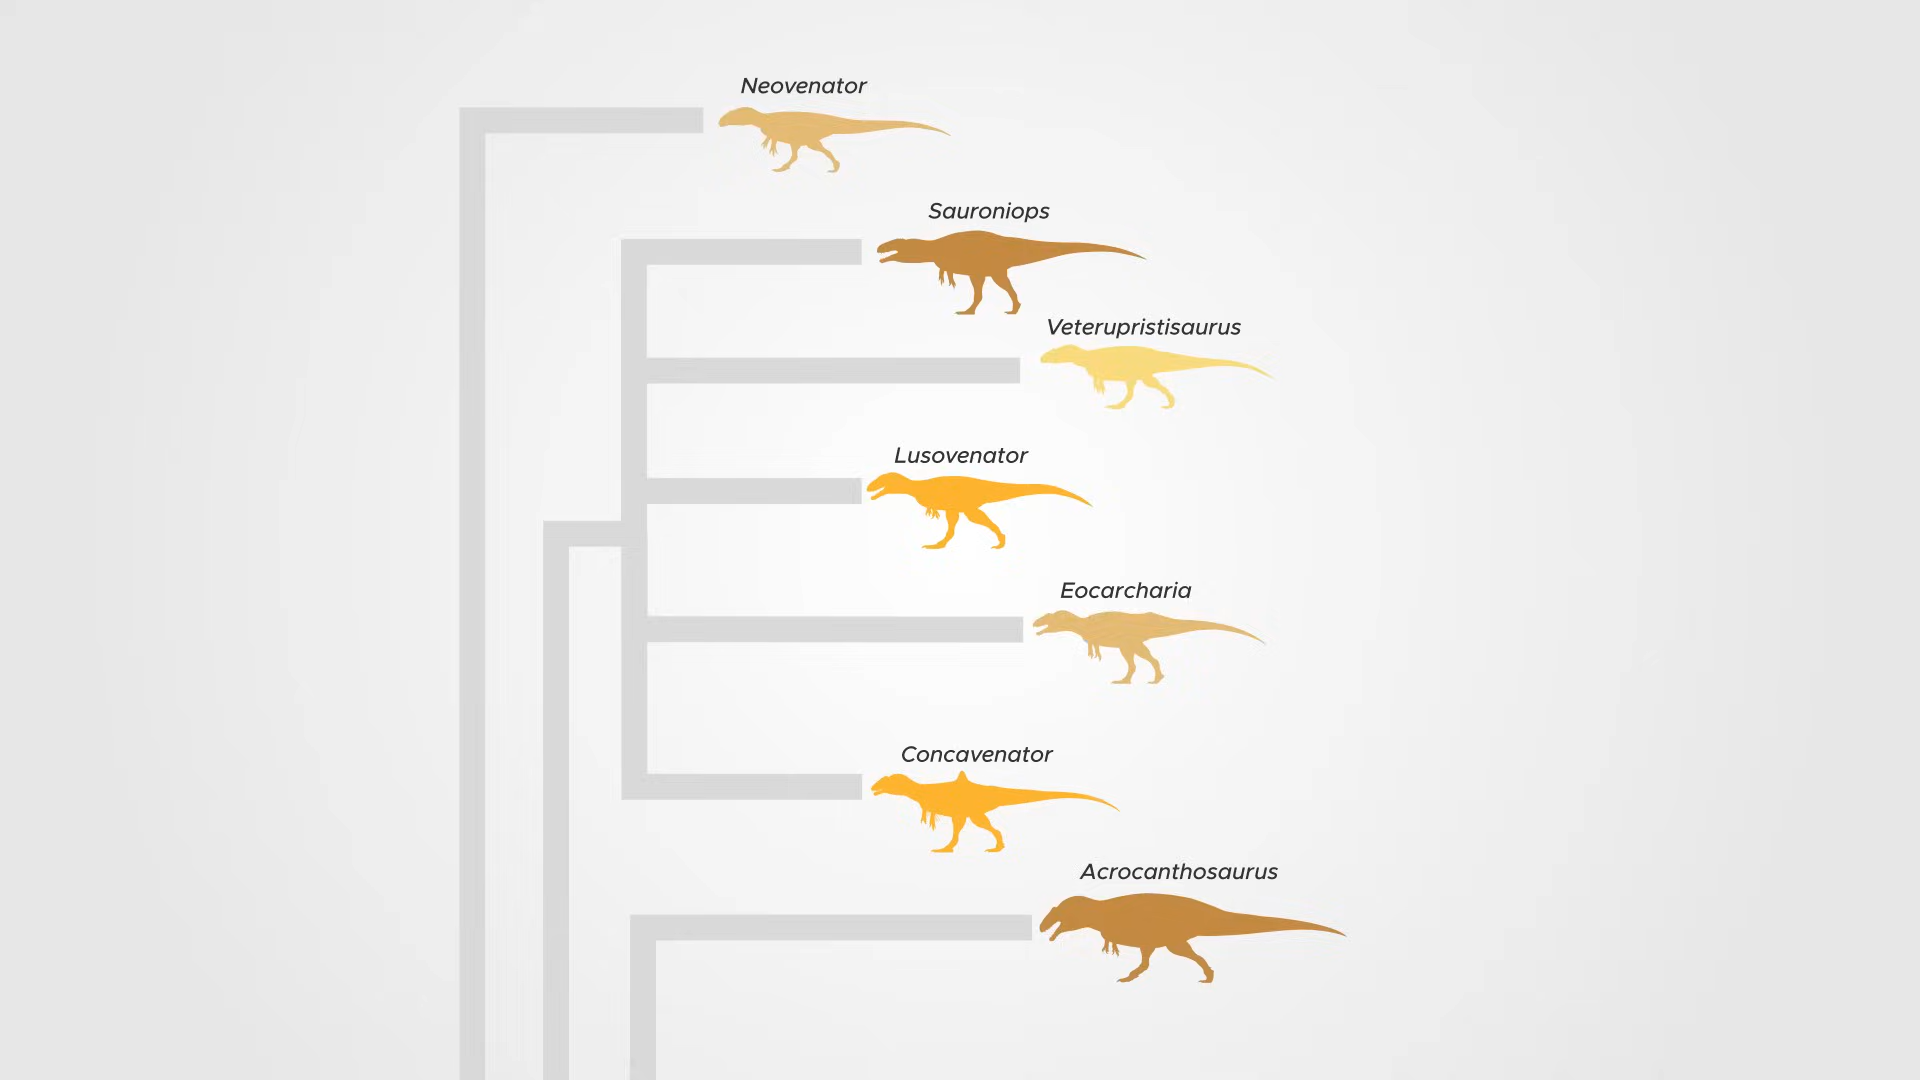 Neovenator
Sauroniops
Veterupristisaurus
Lusovenator
Eocarcharia
Concavenator
Acrocanthosaurus